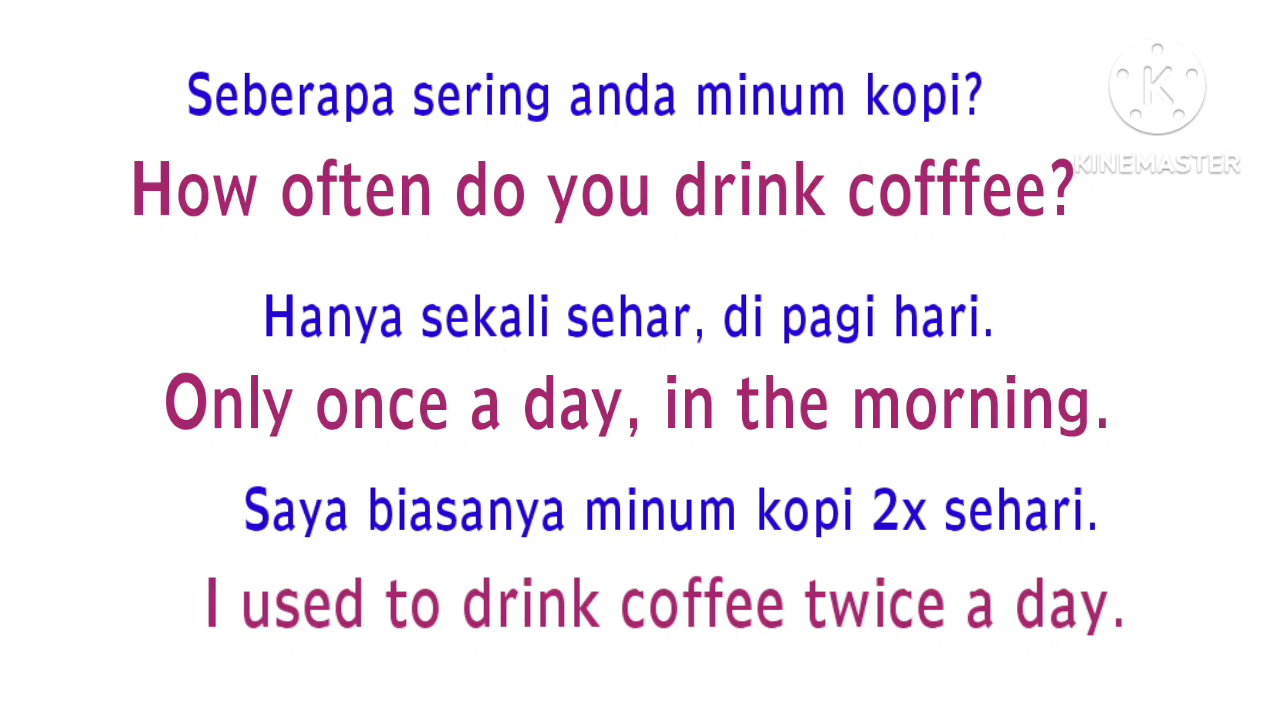 Seberapa sering anda minum kopi?
How often do you drink cofffee?
KINEMASTER
Hanya sekali sehar, di pagi hari.
Only once a day, in the morning.
Saya biasanya minum kopi 2x sehari.
I used to drink coffee twice a day.